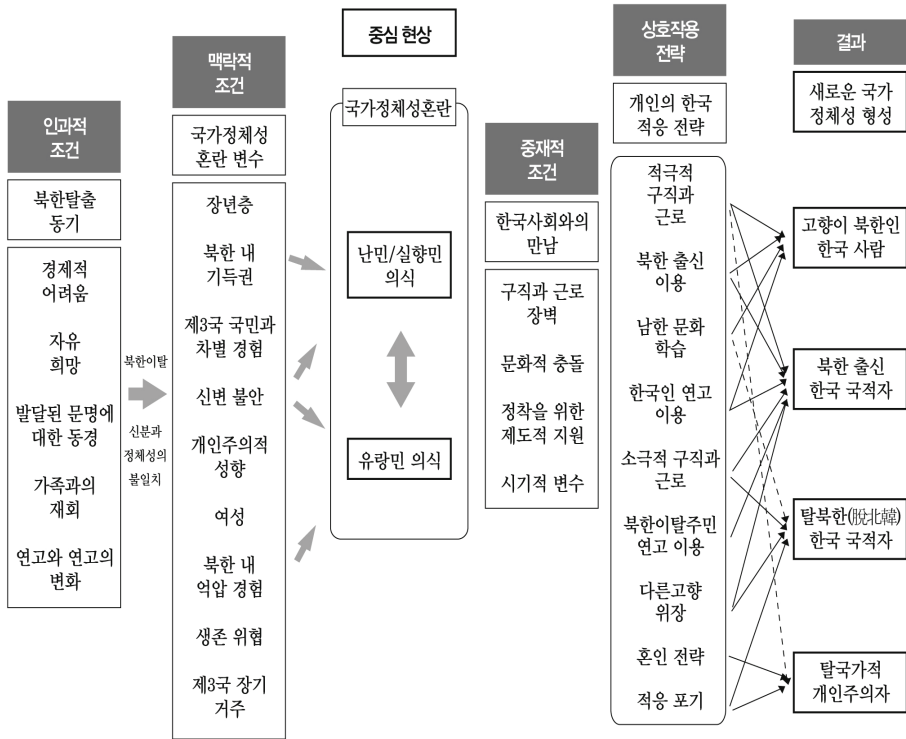 인과적
조건
북한탈출
동기
경제적
어려움
자유
희망
발달된 문명에
대한 동경
가족과의
재회
연고와 연고의
변화
북한이탈
신분과
정체성의
불일치
맥락적
조건
국가정체성
혼란 변수
장년층
북한 내
기득권
제3국 국민과
차별 경험
신변 불안
개인주의적
성향
여성
북한 내
억압 경험
생존 위협
제3국 장기
거주
중심 현상
국가정체성혼란
난민/실향민
의식
유랑민 의식
중재적
조건
한국사회와의
만남
구직과 근로
장벽
문화적 충돌
정착을 위한
제도적 지원
시기적 변수
상호작용
전략
개인의 한국
적응 전략
적극적
구직과
근로
북한 출신
이용
남한 문화
학습
한국인 연고
이용
소극적 구직과
근로
북한이탈주민
연고 이용
다른고향
위장
혼인 전략
적응 포기
결과
새로운 국가
정체성 형성
고향이 북한인
한국 사람
북한 출신
한국 국적자
탈북한(脫北韓)
한국 국적자
탈국가적
개인주의자